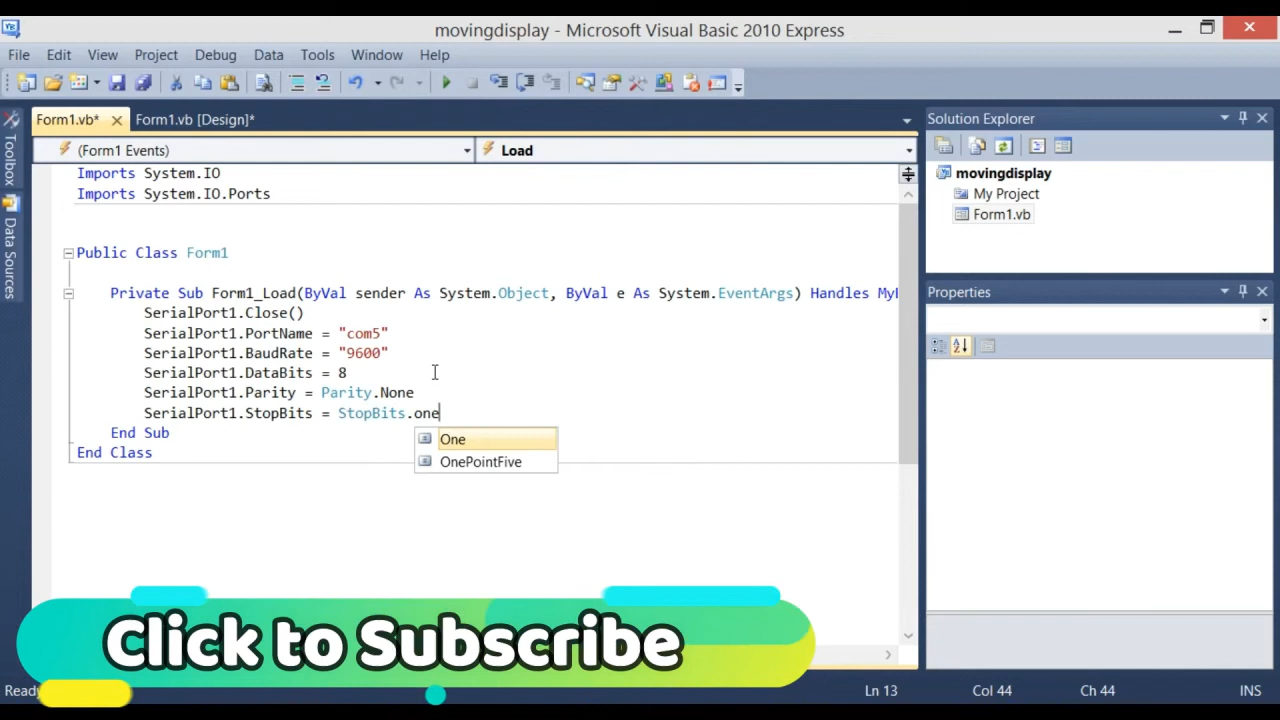 movingdisplay - Microsoft Visual Basic 2010 Express
File Edit View Project Debug Data Tools Window Help
Form1.vb* Form1.vb [Design]*
(Form1 Events) Load
Toolbox
Data Sources
Imports System.IO
Imports System.IO.Ports
Public Class Form1
Private Sub Form1_Load(ByVal sender As System.Object, ByVal e As System.EventArgs) Handles MyB
SerialPort1.Close()
SerialPort1.PortName = "com5"
SerialPort1.BaudRate = "9600"
SerialPort1.DataBits = 8
SerialPort1.Parity = Parity.None
SerialPort1.StopBits = StopBits.one
One
OnePointFive
End Sub
End Class
Solution Explorer
movingdisplay
My Project
Form1.vb
Properties
Click to Subscribe
Ready Ln 13 Col 44 Ch 44 INS